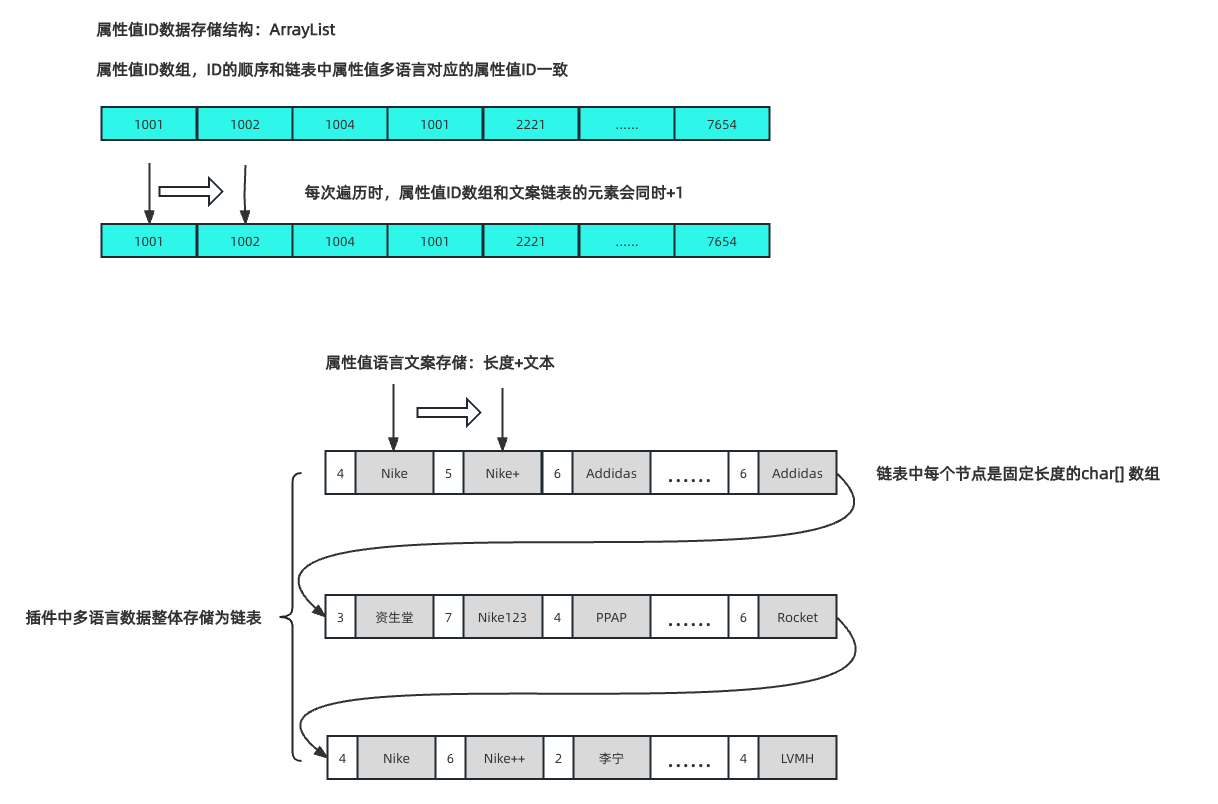 属性值ID数据存储结构：ArrayList
属性值ID数组，ID的顺序和链表中属性值多语言对应的属性值ID一致
1001 1002 1004 1001 2221 ...... 7654
每次遍历时，属性值ID数组和文案链表的元素会同时+1
1001 1002 1004 1001 2221 ...... 7654
属性值语言文案存储：长度+文本
4 Nike 5 Nike+ 6 Addidas ...... 6 Addidas
链表中每个节点是固定长度的char[] 数组
3 资生堂 7 Nike123 4 PPAP ...... 6 Rocket
插件中多语言数据整体存储为链表
4 Nike 6 Nike++ 2 李宁 ...... 4 LVMH